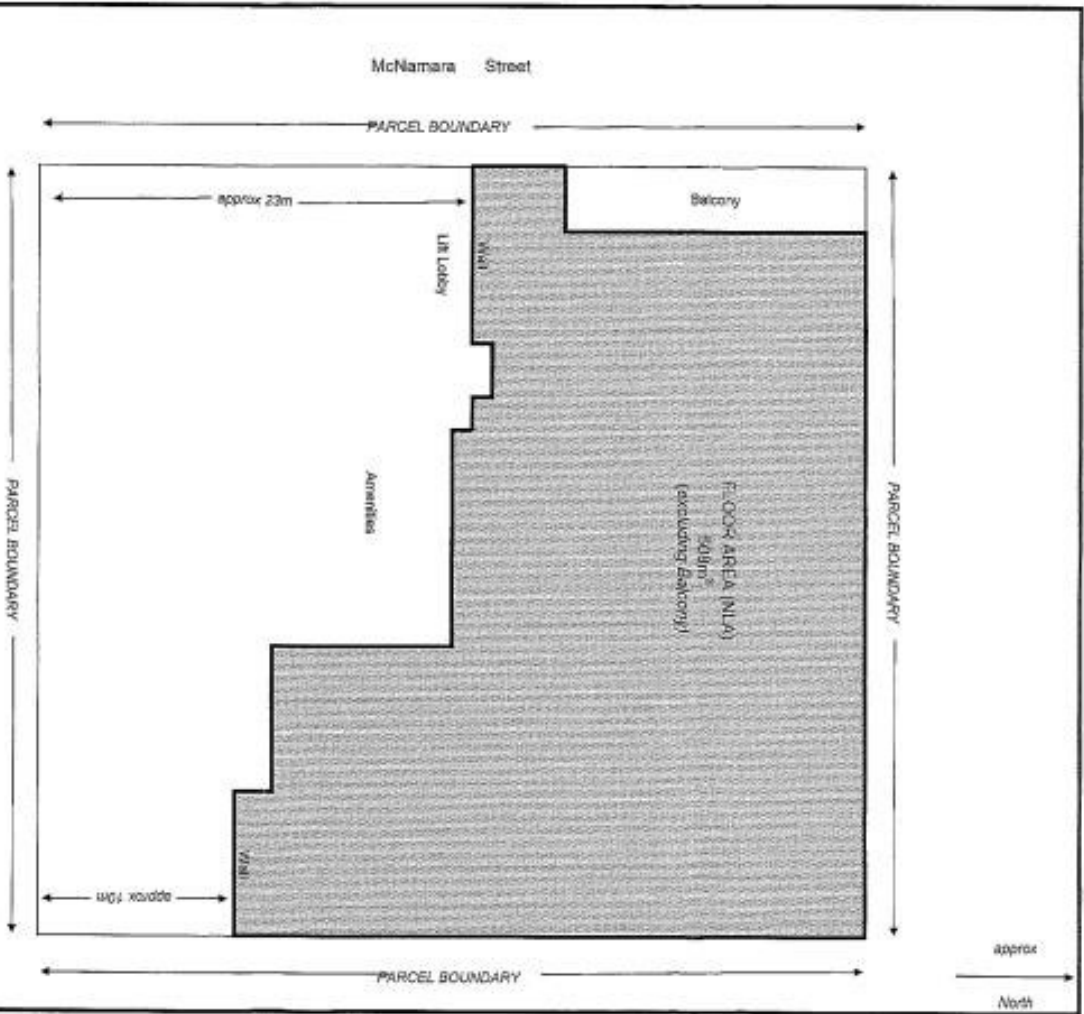 McNamara Street
PARCEL BOUNDARY
approx 23m
Balcony
Wall
Lift Lobby
Amenities
FLOOR AREA (NLA)
(excluding Balcony)
PARCEL BOUNDARY
PARCEL BOUNDARY
Wall
approx 10m
PARCEL BOUNDARY
approx
North